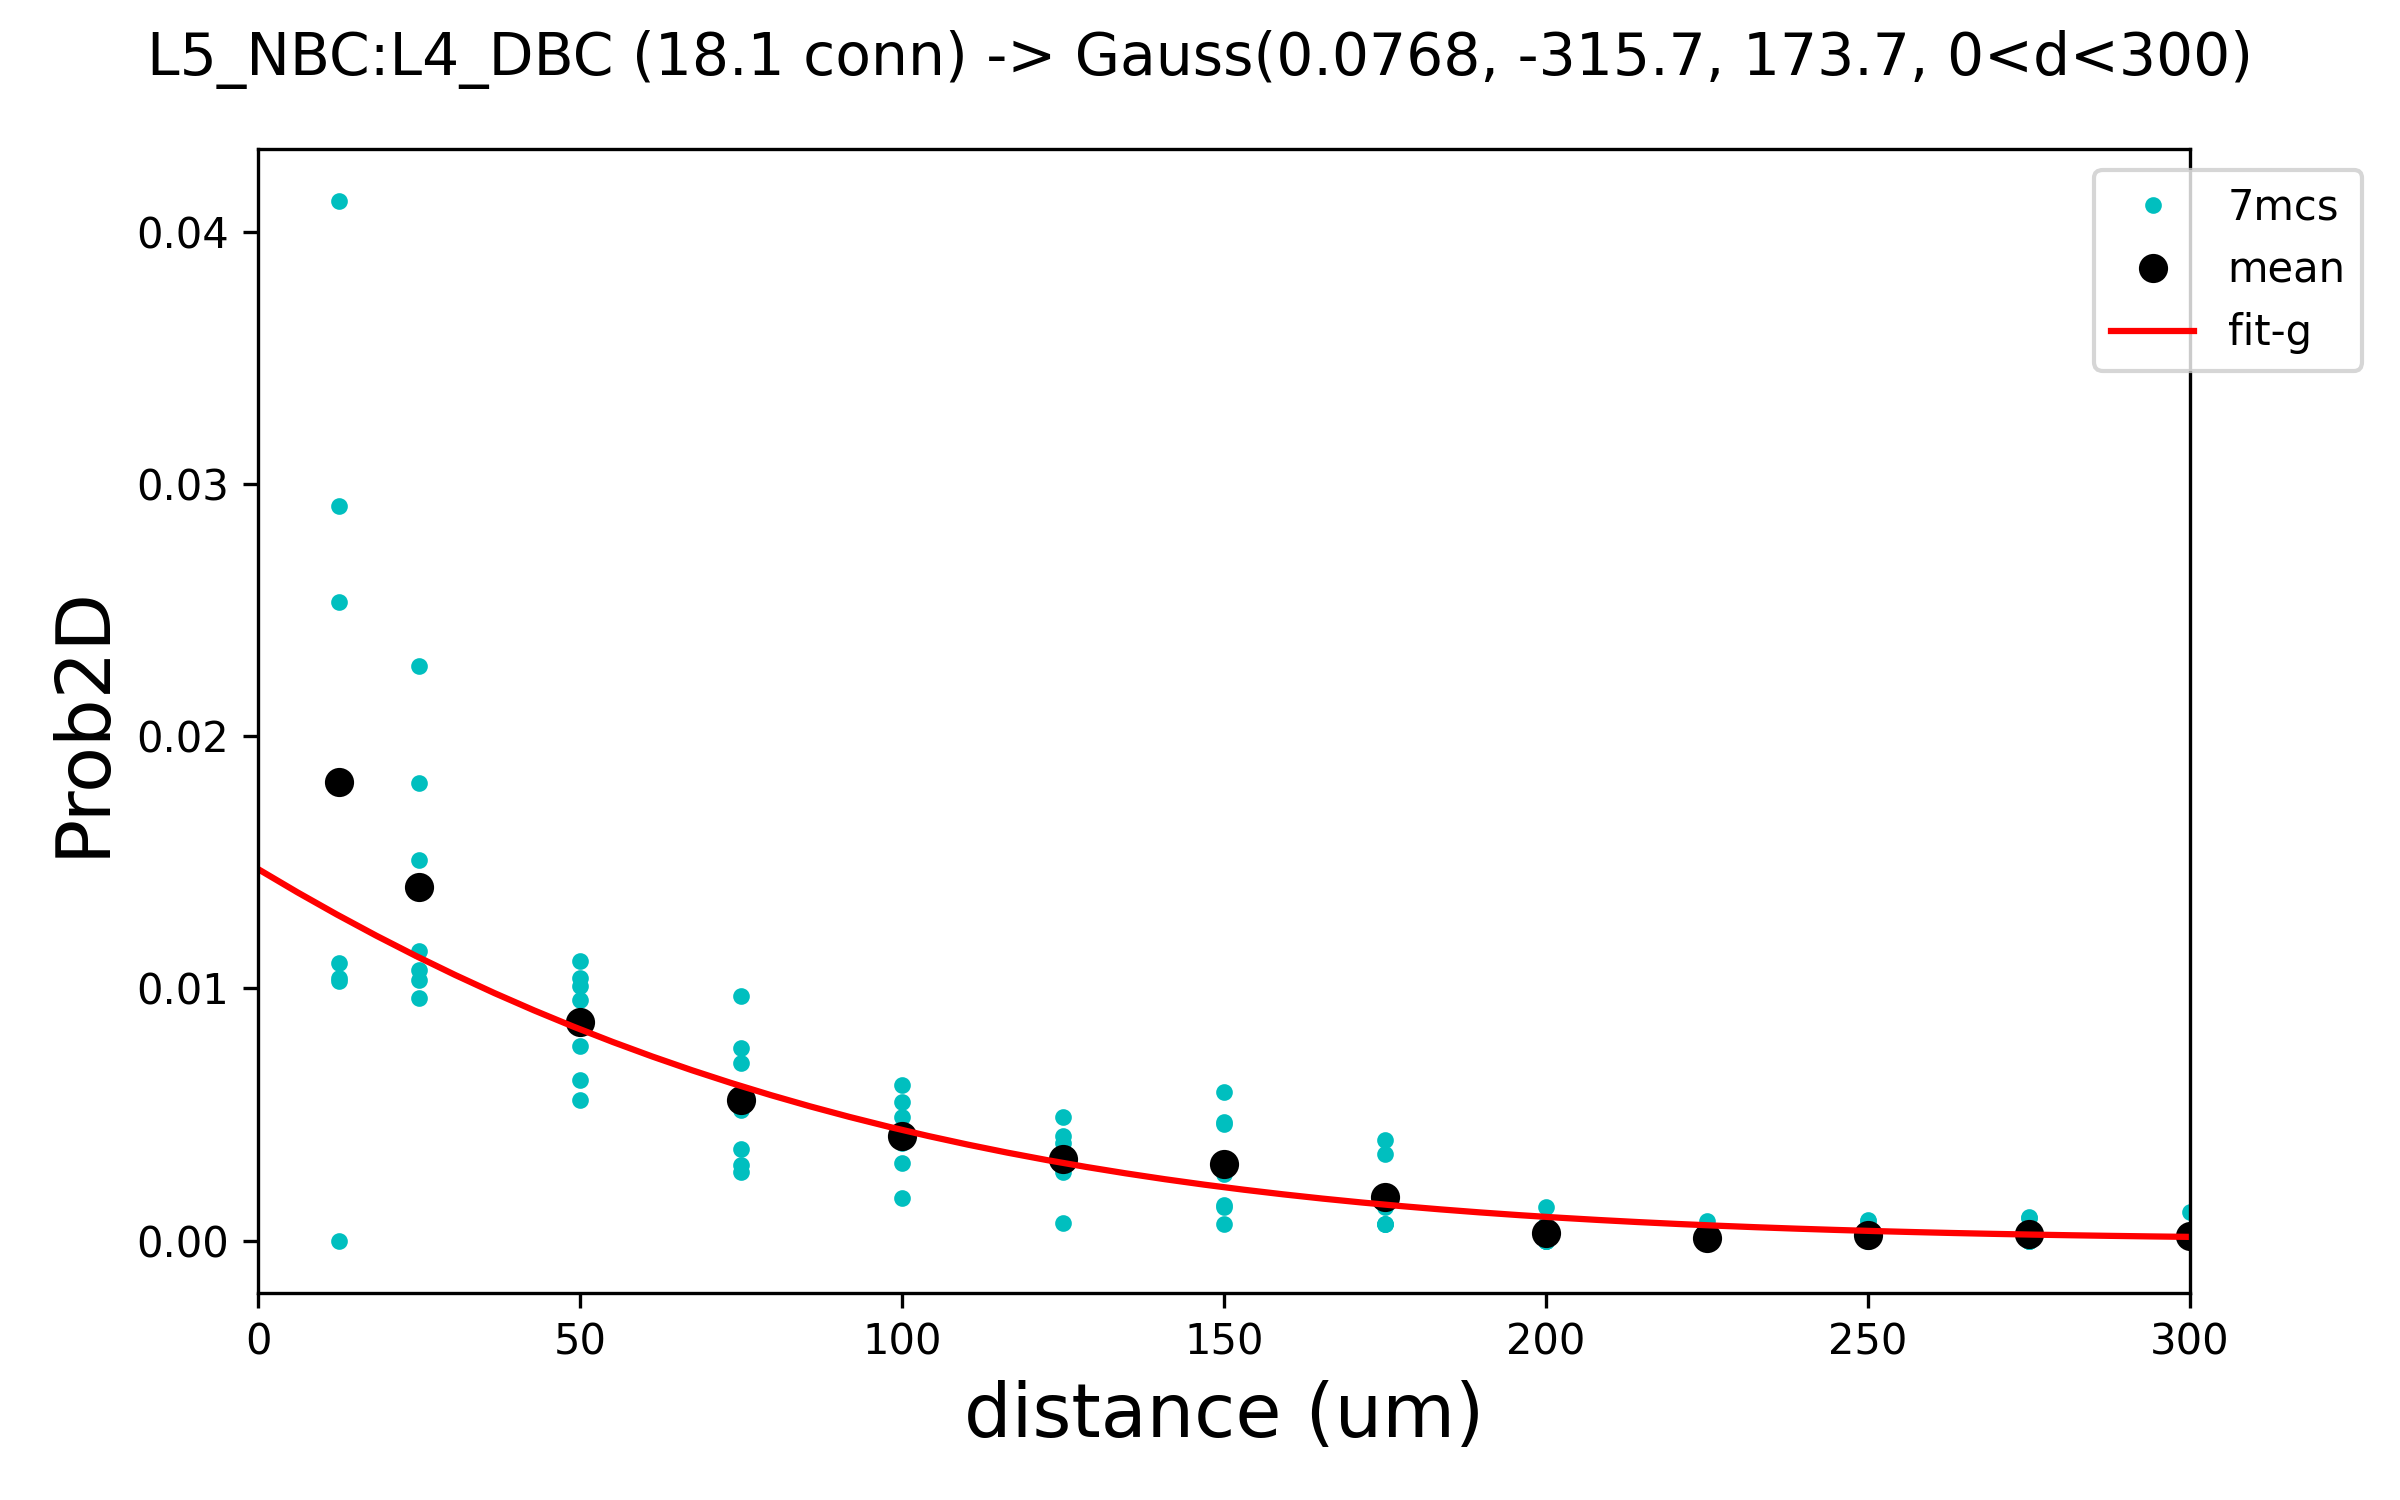 L5_NBC:L4_DBC (18.1 conn) -> Gauss(0.0768, -315.7, 173.7, 0<d<300)
7mcs
mean
fit-g
Prob2D
0.04
0.03
0.02
0.01
0.00
0
50
100
150
200
250
300
distance (um)